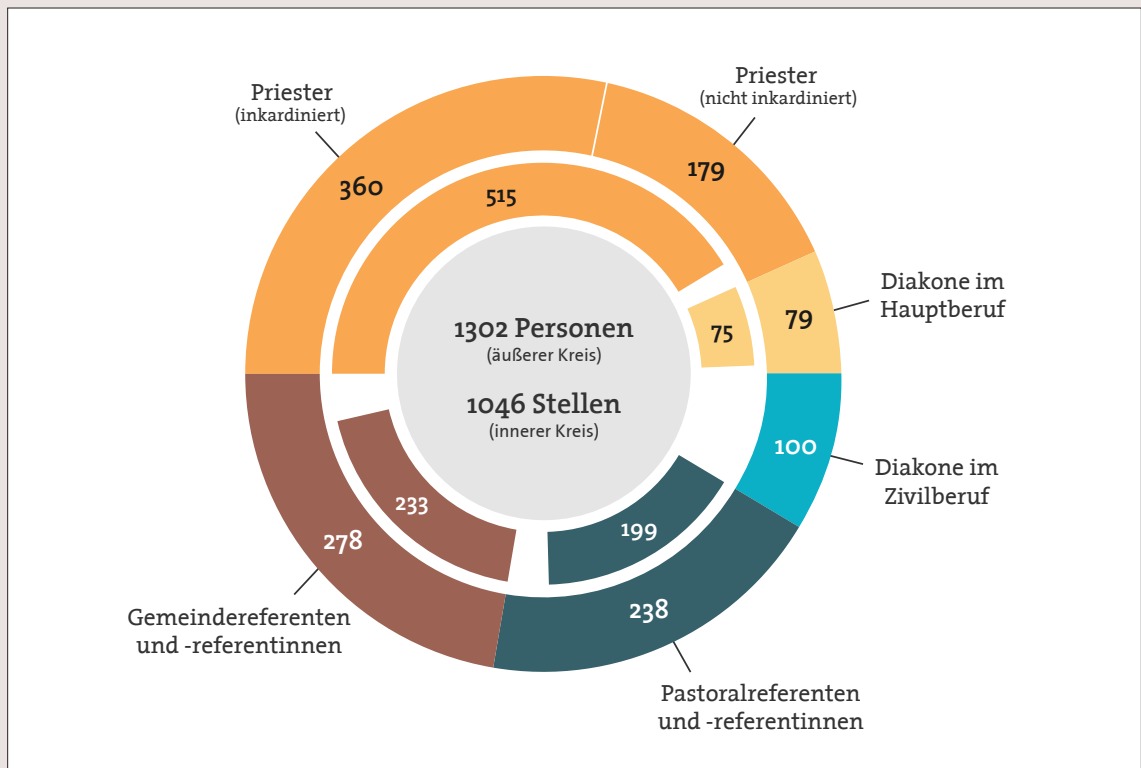 Priester
(inkardiniert)
Priester
(nicht inkardiniert)
360
179
515
Diakone im
Hauptberuf
79
75
1302 Personen
(äußerer Kreis)
1046 Stellen
(innerer Kreis)
100
Diakone im
Zivilberuf
233
199
278
238
Gemeindereferenten
und -referentinnen
Pastoralreferenten
und -referentinnen